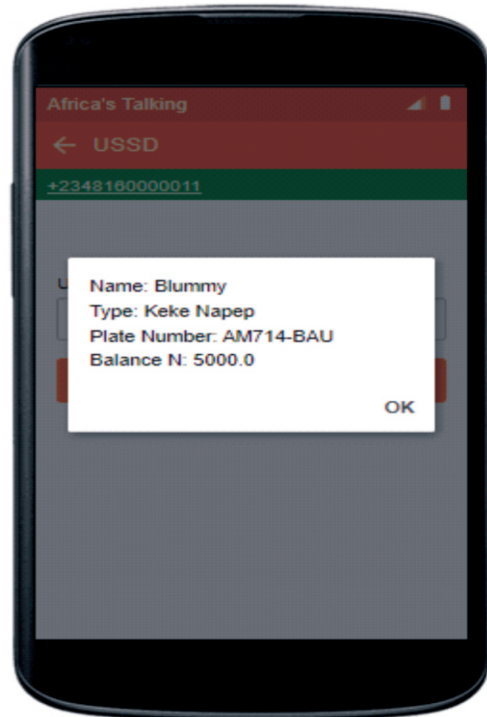 Africa's Talking
← USSD
+2348160000011
U
Name: Blummy
Type: Keke Napep
Plate Number: AM714-BAU
Balance N: 5000.0
OK